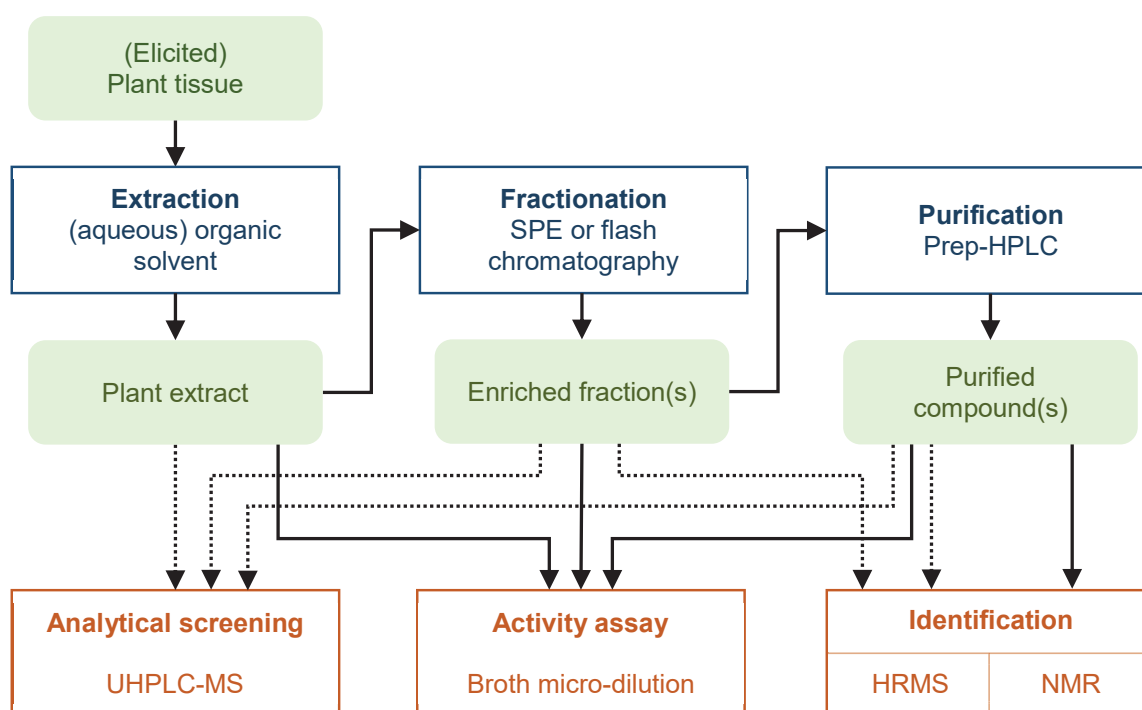 (Elicited)
Plant tissue
Extraction
(aqueous) organic
solvent
Fractionation
SPE or flash
chromatography
Purification
Prep-HPLC
Plant extract
Enriched fraction(s)
Purified
compound(s)
Analytical screening
UHPLC-MS
Activity assay
Broth micro-dilution
Identification
HRMS
NMR